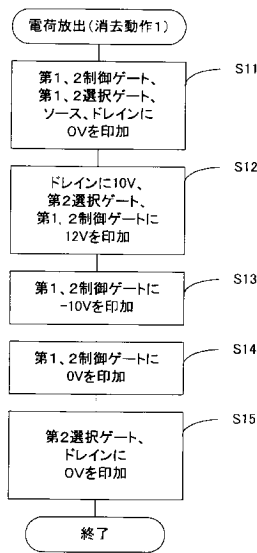 電荷放出(消去動作1)
第1、2制御ゲート、
第1、2選択ゲート、
ソース、ドレインに
0Vを印加
S11
ドレインに10V、
第2選択ゲート、
第1、2制御ゲートに
12Vを印加
S12
第1、2制御ゲートに
-10Vを印加
S13
第1、2制御ゲートに
0Vを印加
S14
第2選択ゲート、
ドレインに
0Vを印加
S15
終了